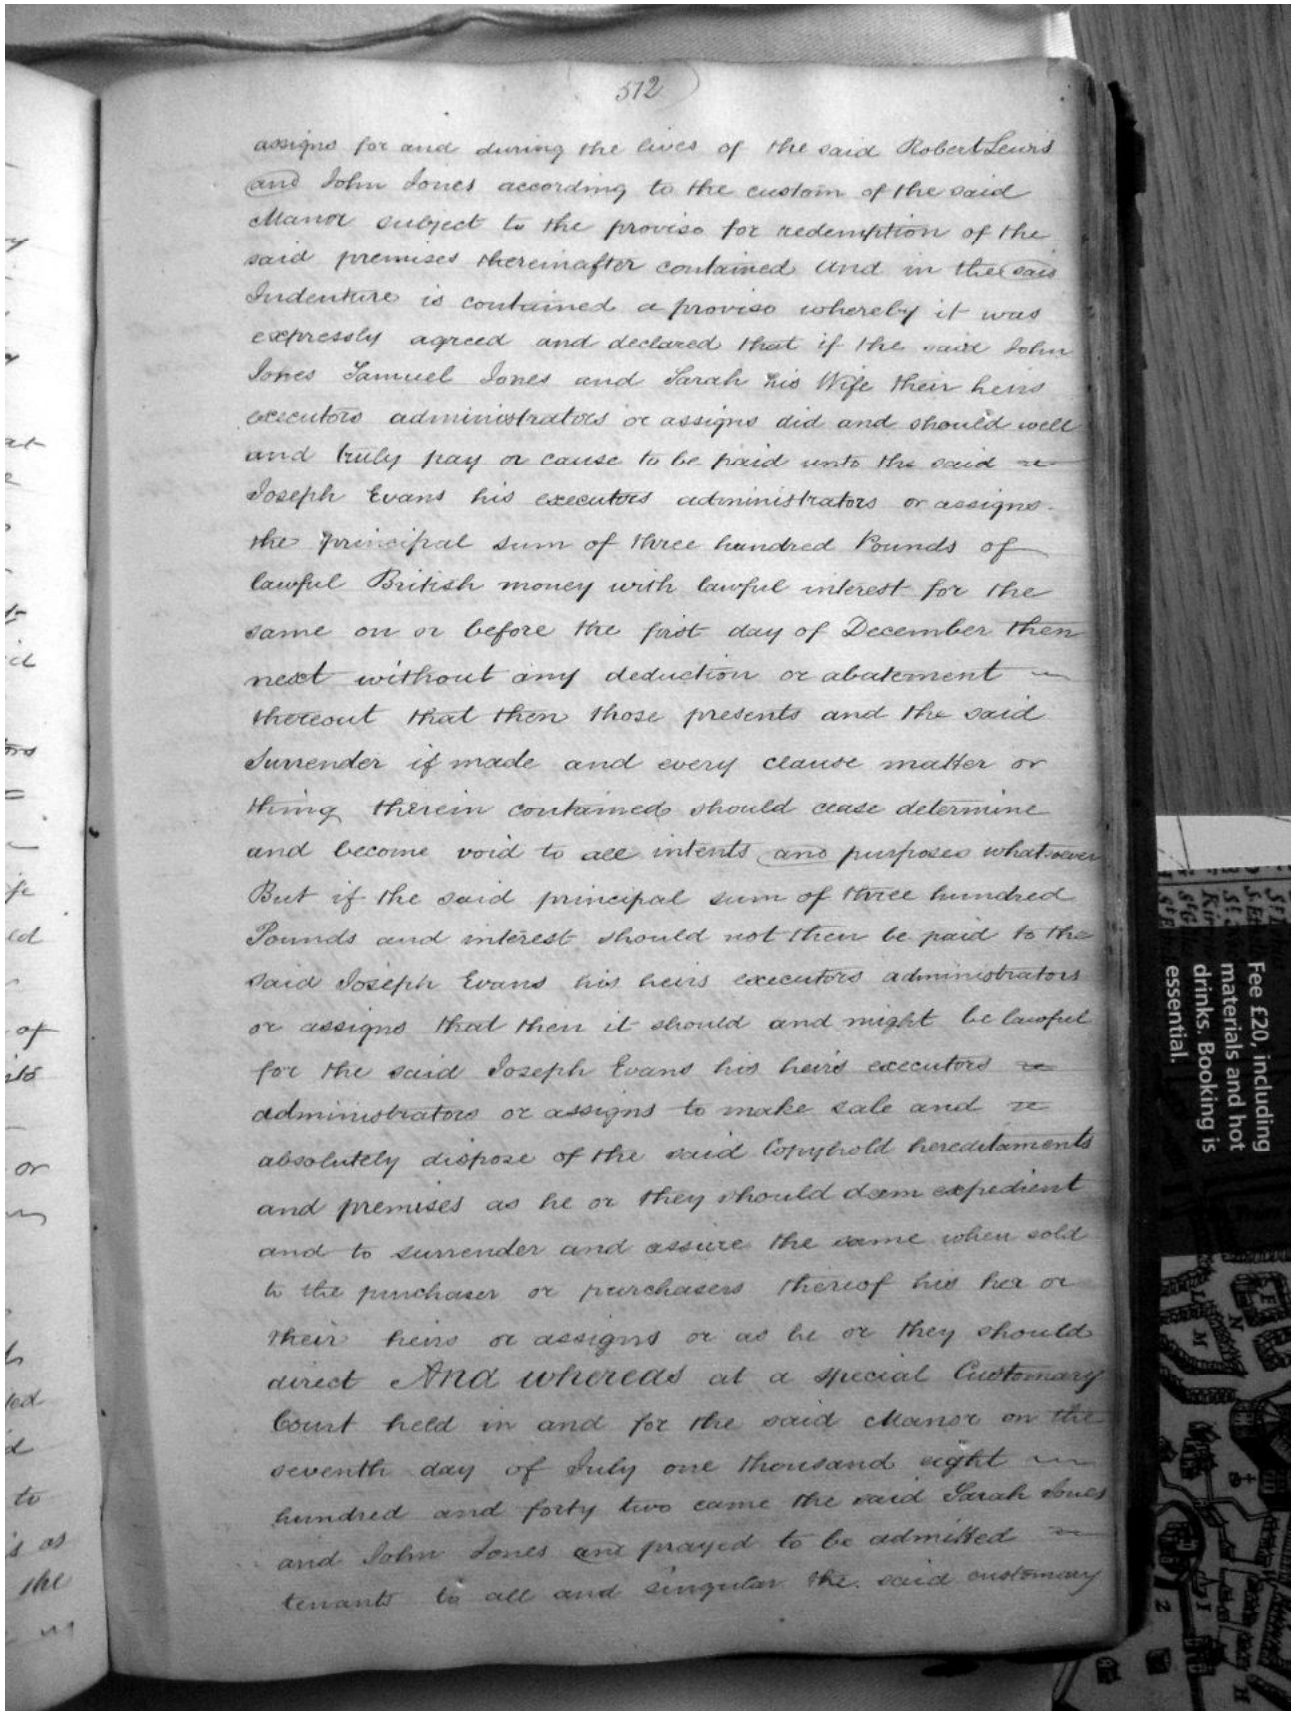 512
assigns for and during the lives of the said Robert Lewis
and John Jones according to the custom of the said
Manor subject to the proviso for redemption of the
said premises thereinafter contained And in the said
Indenture is contained a proviso whereby it was
expressly agreed and declared that if the said John
Jones Samuel Jones and Sarah his Wife their heirs
executors administrators or assigns did and should well
and truly pay or cause to be paid unto the said
Joseph Evans his executors administrators or assigns
the principal sum of three hundred Pounds of
lawful British money with lawful interest for the
same on or before the first day of December then
next without any deduction or abatement
thereout that then those presents and the said
Surrender if made and every clause matter or
thing therein contained should cease determine
and become void to all intents and purposes whatsoever
But if the said principal sum of three hundred
Pounds and interest should not then be paid to the
said Joseph Evans his heirs executors administrators
or assigns that then it should and might be lawful
for the said Joseph Evans his heirs executors
administrators or assigns to make sale and
absolutely dispose of the said Copyhold hereditaments
and premises as he or they should deem expedient
and to surrender and assure the same when sold
to the purchaser or purchasers thereof his her or
their heirs or assigns or as he or they should
direct And whereas at a special Customary
Court held in and for the said Manor on the
seventh day of July one thousand eight
hundred and forty two came the said Sarah Jones
and John Jones and prayed to be admitted
tenants to all and singular the said customary
Fee £20, including
materials and hot
drinks. Booking is
essential.